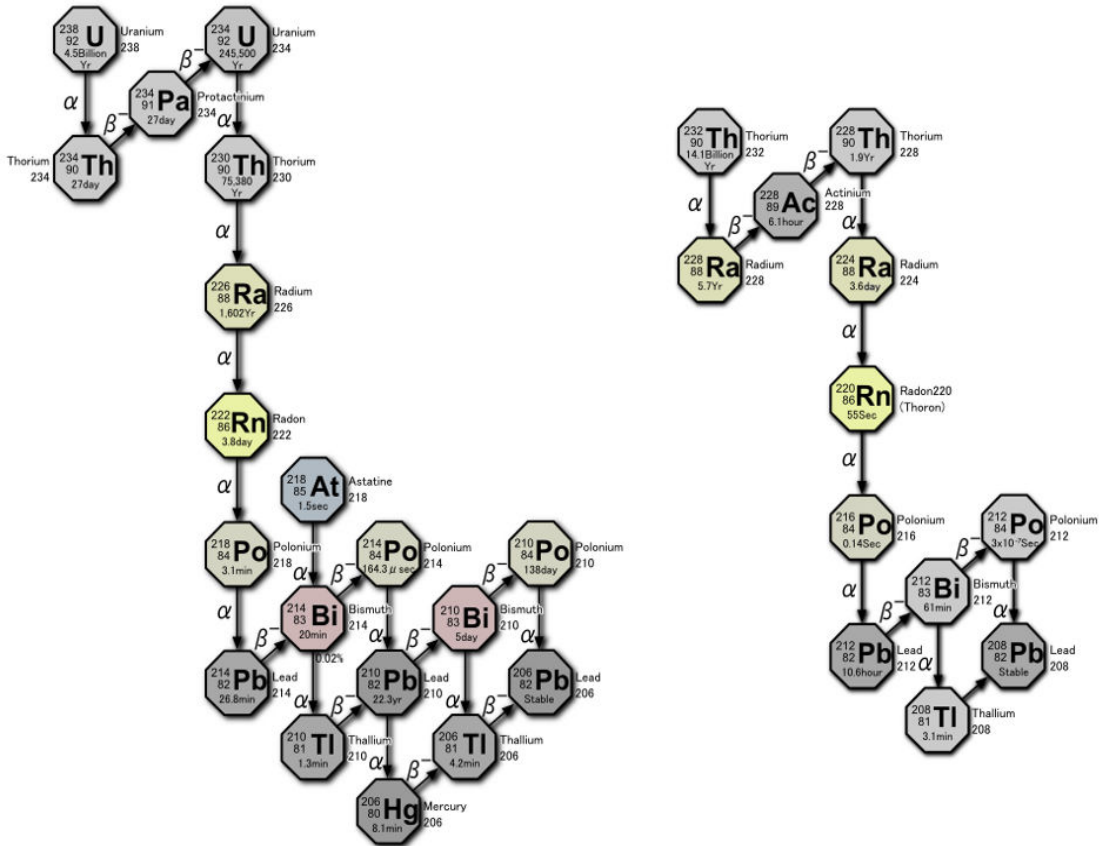 238
92 U
4.5Billion
Yr
Uranium
238
α
234
90 Th
27day
Thorium
234
β−
234
91 Pa
27day
Protactinium
234
β−
234
92 U
245,500
Yr
Uranium
234
α
230
90 Th
75,380
Yr
Thorium
230
α
226
88 Ra
1,602Yr
Radium
226
α
222
86 Rn
3.8day
Radon
222
α
218
84 Po
3.1min
Polonium
218
α
214
82 Pb
26.8min
Lead
214
β−
218
85 At
1.5sec
Astatine
218
α
214
83 Bi
20min
Bismuth
214
0.02%
β−
α
214
84 Po
164.3 μ sec
Polonium
214
α
210
81 Tl
1.3min
Thallium
210
β−
210
82 Pb
22.3yr
Lead
210
β−
α
206
80 Hg
8.1min
Mercury
206
β−
210
83 Bi
5day
Bismuth
210
β−
α
206
81 Tl
4.2min
Thallium
206
β−
210
84 Po
138day
Polonium
210
α
206
82 Pb
Stable
Lead
206
232
90 Th
14.1Billion
Yr
Thorium
232
α
228
88 Ra
5.7Yr
Radium
228
β−
228
89 Ac
6.1hour
Actinium
228
β−
228
90 Th
1.9Yr
Thorium
228
α
224
88 Ra
3.6day
Radium
224
α
220
86 Rn
55Sec
Radon220
(Thoron)
α
216
84 Po
0.14Sec
Polonium
216
α
212
82 Pb
10.6hour
Lead
212
β−
212
83 Bi
61min
Bismuth
212
β−
α
212
84 Po
3x10⁻⁷Sec
Polonium
212
α
208
81 Tl
3.1min
Thallium
208
208
82 Pb
Stable
Lead
208